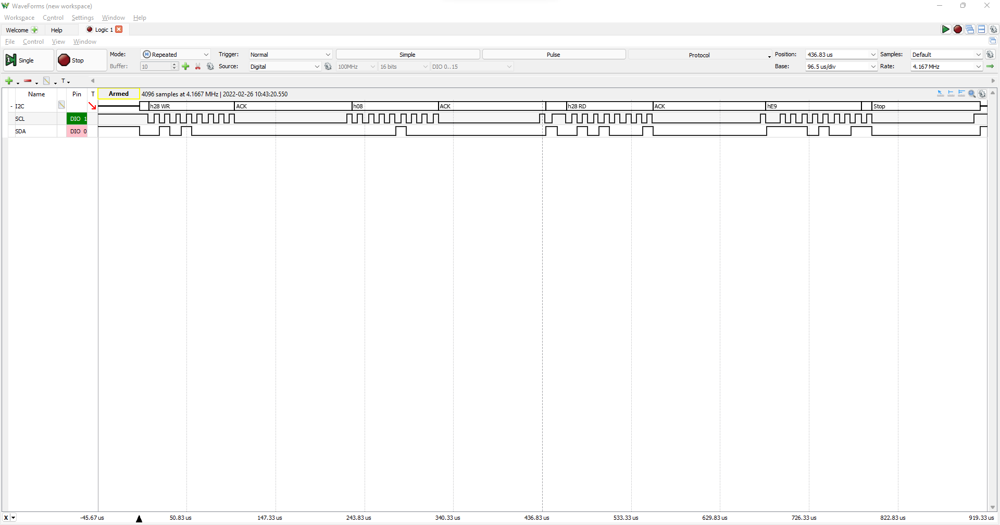 WaveForms (new workspace)
Workspace Control Settings Window Help
Welcome Help Logic 1
File Control View Window
Single Stop Mode: Repeated Trigger: Normal Simple Pulse Protocol Position: 436.83 us Samples: Default
Buffer: 10 Source: Digital 100MHz 16 bits DIO 0..15 Base: 96.5 us/div Rate: 4.167 MHz
T
Name Pin T Armed 4096 samples at 4.1667 MHz | 2022-02-26 10:43:20.550
- I2C h28 WR ACK h08 ACK h28 RD ACK hE9 Stop
SCL DIO 1
SDA DIO 0
X -45.67 us 50.83 us 147.33 us 243.83 us 340.33 us 436.83 us 533.33 us 629.83 us 726.33 us 822.83 us 919.33 us